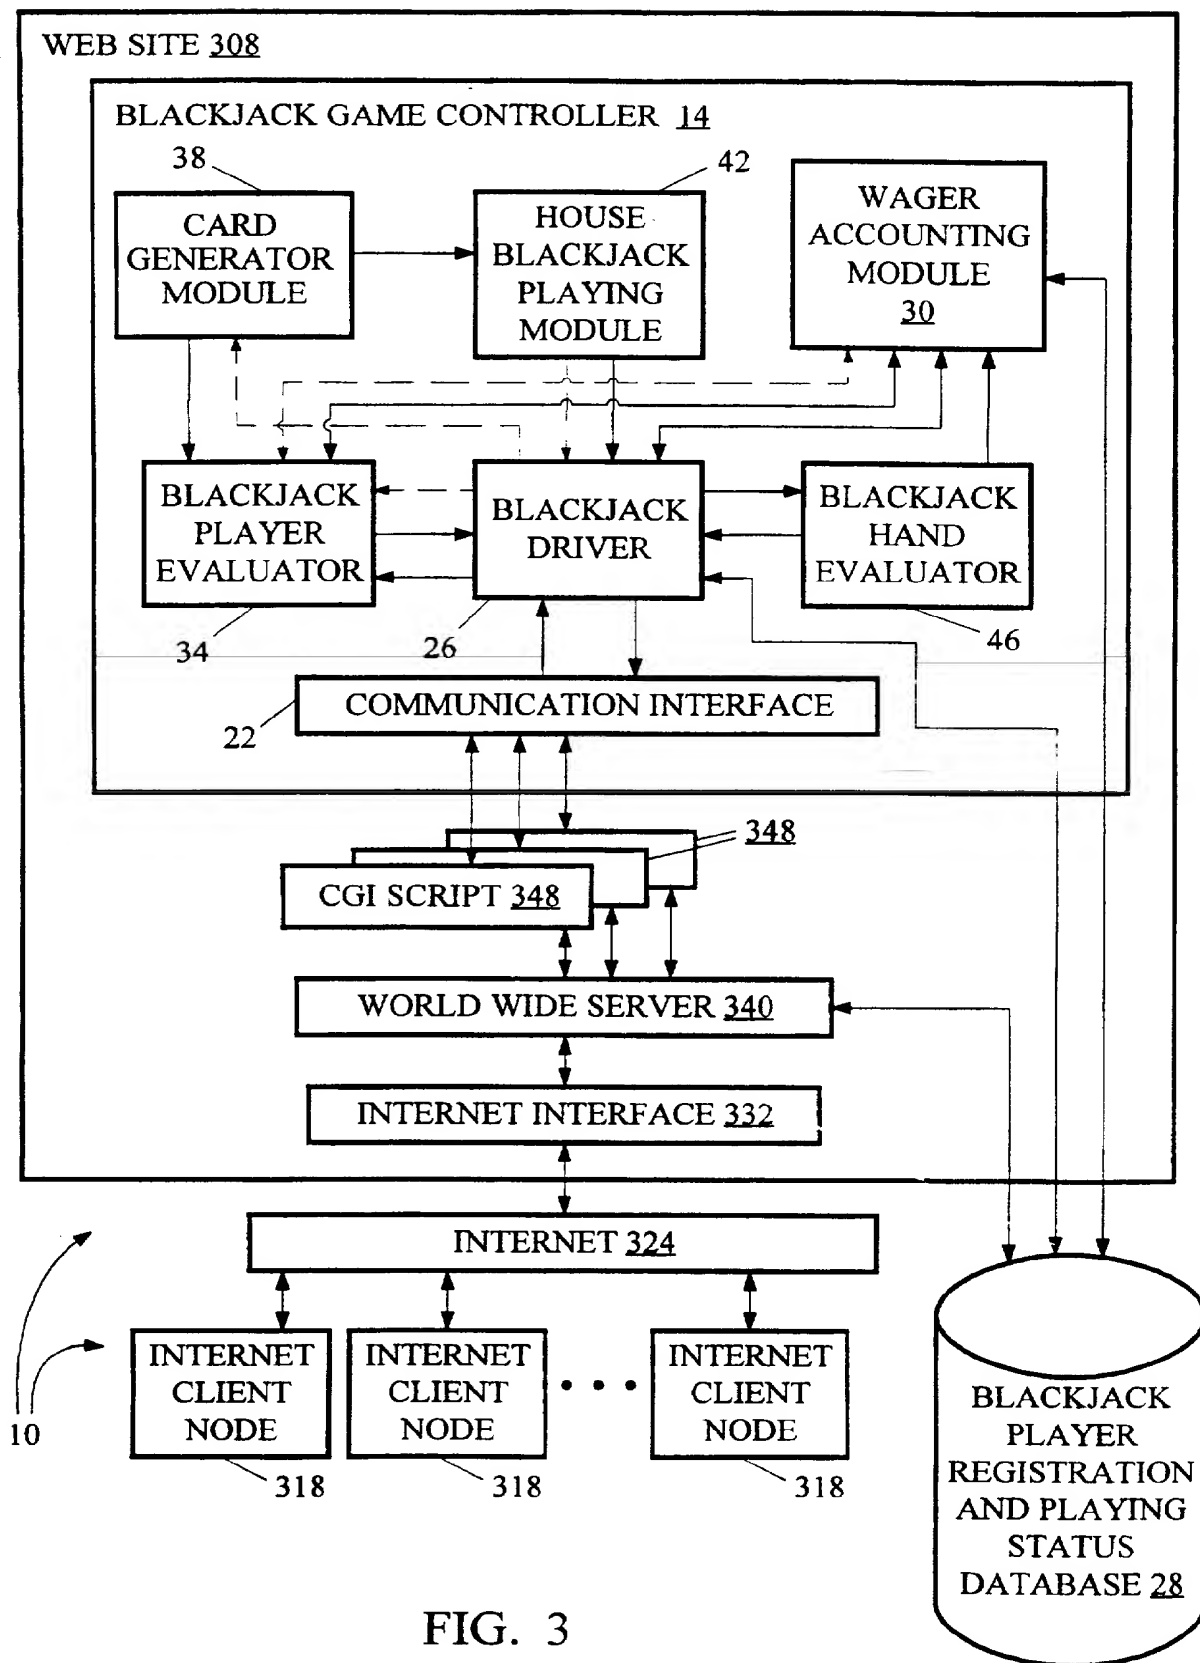 WEB SITE 308
BLACKJACK GAME CONTROLLER 14
38
42
CARD
GENERATOR
MODULE
HOUSE
BLACKJACK
PLAYING
MODULE
WAGER
ACCOUNTING
MODULE
30
BLACKJACK
PLAYER
EVALUATOR
BLACKJACK
DRIVER
BLACKJACK
HAND
EVALUATOR
34
26
46
COMMUNICATION INTERFACE
22
348
CGI SCRIPT 348
WORLD WIDE SERVER 340
INTERNET INTERFACE 332
INTERNET 324
INTERNET
CLIENT
NODE
INTERNET
CLIENT
NODE
INTERNET
CLIENT
NODE
10
318
318
318
BLACKJACK
PLAYER
REGISTRATION
AND PLAYING
STATUS
DATABASE 28
FIG. 3